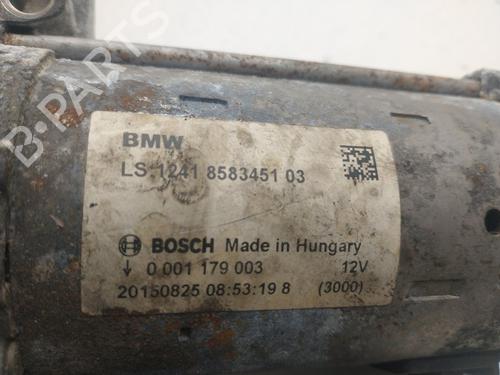 B-PARTS
BMW
LS:1241 8583451 03
BOSCH Made in Hungary
↓ 0 001 179 003 12V
20150825 08:53:19 8 (3000)